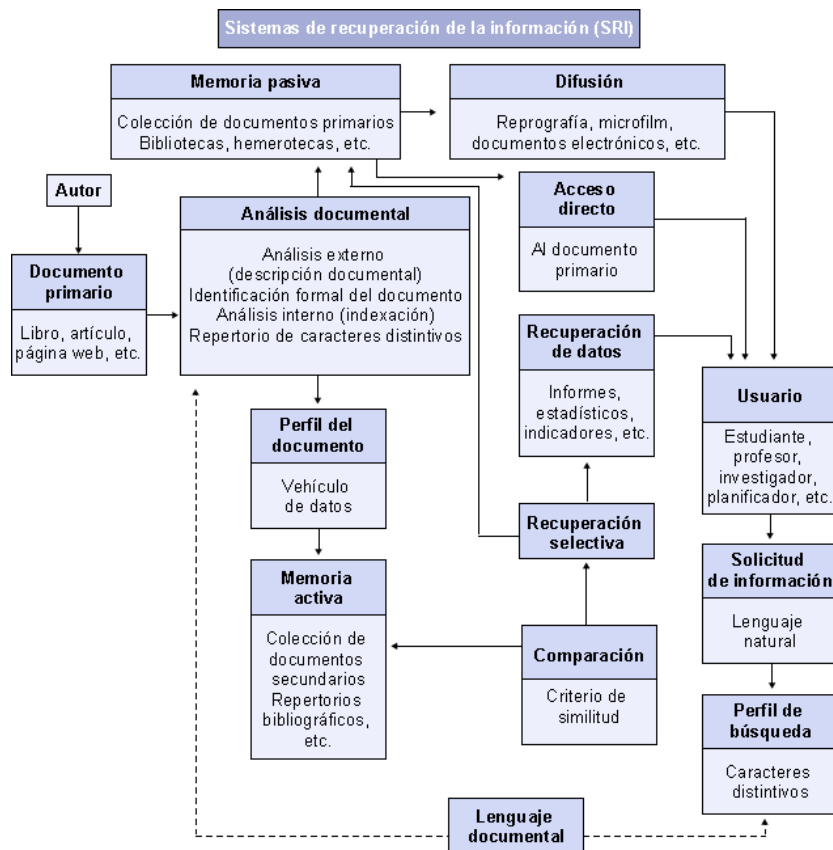 Sistemas de recuperación de la información (SRI)
Memoria pasiva
Colección de documentos primarios
Bibliotecas, hemerotecas, etc.
Difusión
Reprografía, microfilm,
documentos electrónicos, etc.
Autor
Documento
primario
Libro, artículo,
página web, etc.
Análisis documental
Análisis externo
(descripción documental)
Identificación formal del documento
Análisis interno (indexación)
Repertorio de caracteres distintivos
Acceso
directo
Al documento
primario
Recuperación
de datos
Informes,
estadísticos,
indicadores, etc.
Usuario
Estudiante,
profesor,
investigador,
planificador, etc.
Perfil del
documento
Vehículo
de datos
Recuperación
selectiva
Solicitud
de información
Lenguaje
natural
Memoria
activa
Colección de
documentos
secundarios
Repertorios
bibliográficos,
etc.
Comparación
Criterio de
similitud
Perfil de
búsqueda
Caracteres
distintivos
Lenguaje
documental